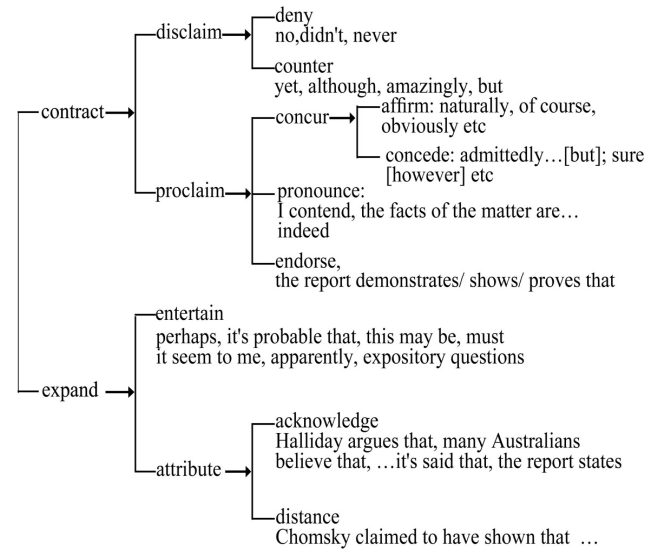 contract
disclaim
deny
no,didn't, never
counter
yet, although, amazingly, but
proclaim
concur
affirm: naturally, of course,
obviously etc
concede: admittedly…[but]; sure
[however] etc
pronounce:
I contend, the facts of the matter are…
indeed
endorse,
the report demonstrates/ shows/ proves that
expand
entertain
perhaps, it's probable that, this may be, must
it seem to me, apparently, expository questions
attribute
acknowledge
Halliday argues that, many Australians
believe that, …it's said that, the report states
distance
Chomsky claimed to have shown that …